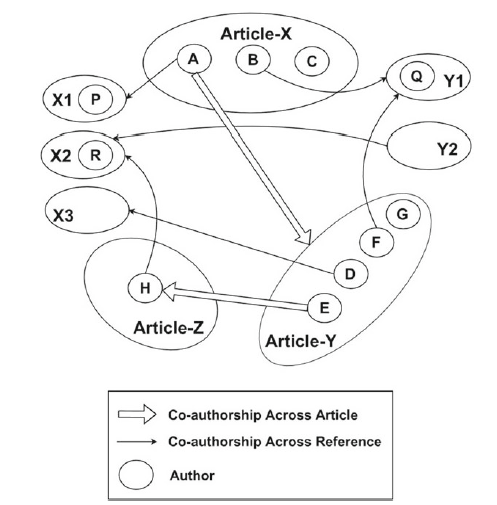 Article-X
A
B
C
X1
P
Q
Y1
X2
R
Y2
X3
G
F
D
H
E
Article-Z
Article-Y
Co-authorship Across Article
Co-authorship Across Reference
Author